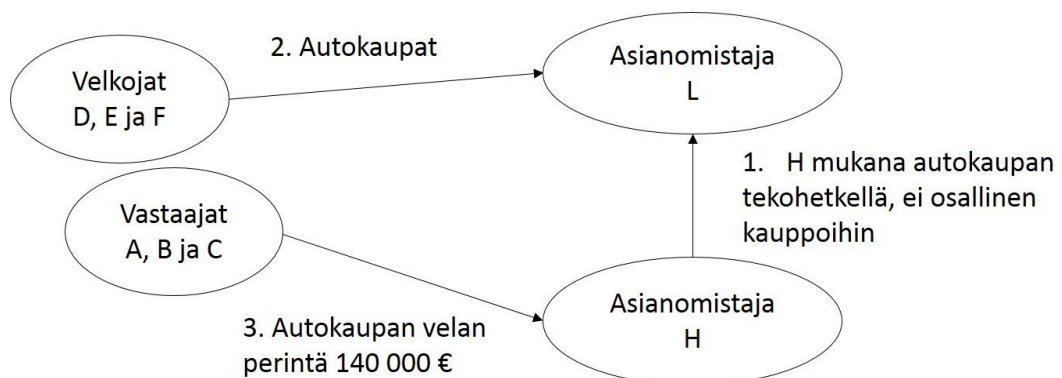 2. Autokaupat
Velkojat
D, E ja F
Asianomistaja
L
1. H mukana autokaupan
tekohetkellä, ei osallinen
kauppoihin
Vastaajat
A, B ja C
3. Autokaupan velan
perintä 140 000 €
Asianomistaja
H